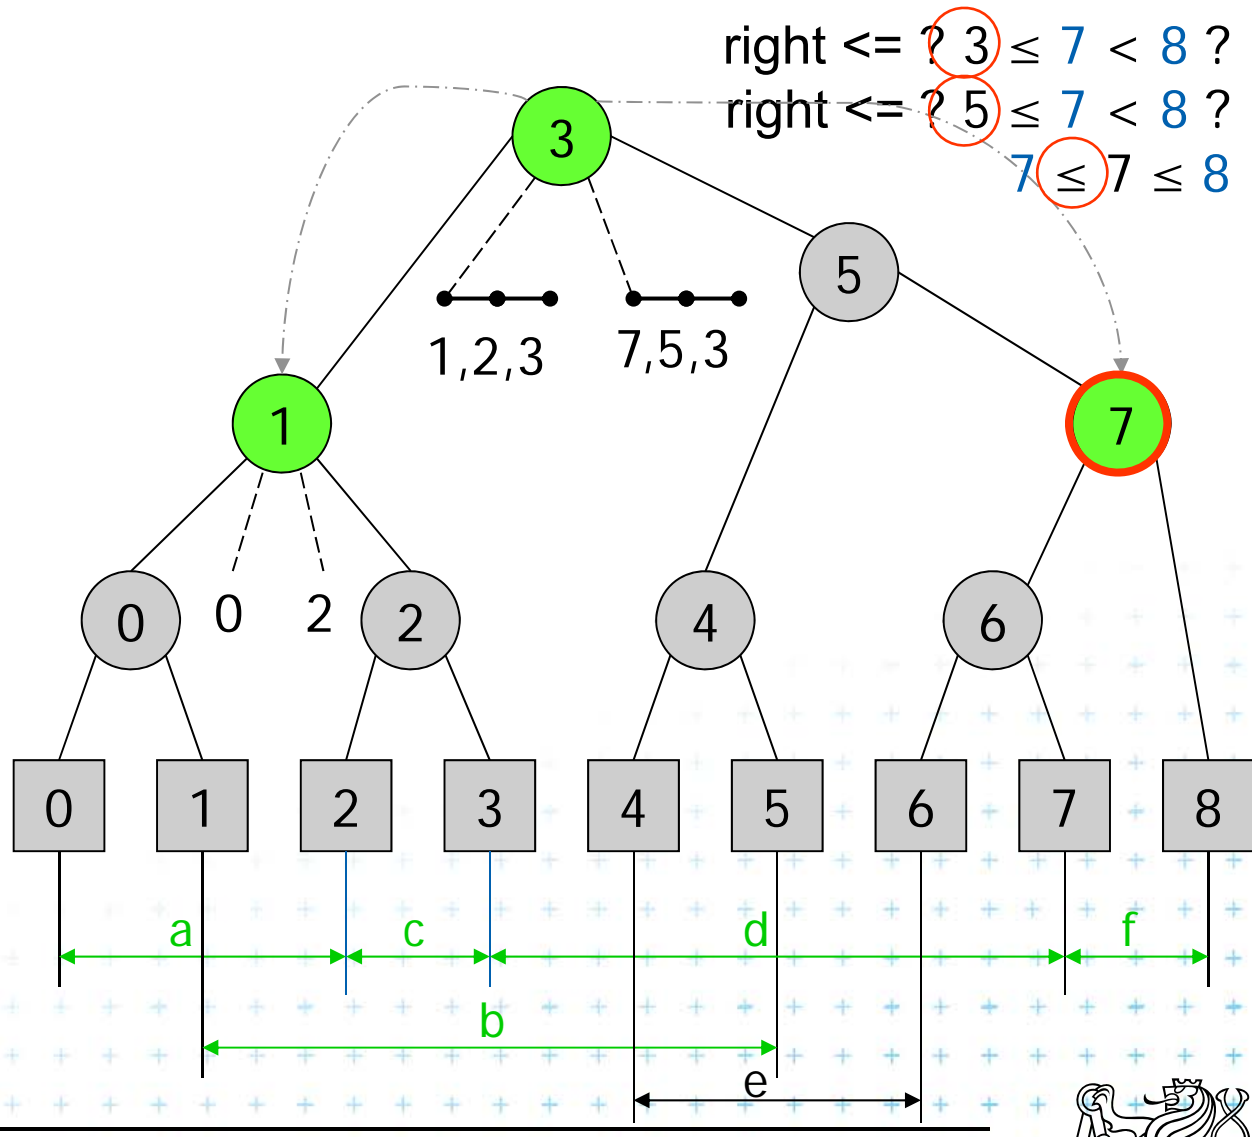 right <= ? 3 ≤ 7 < 8 ?
right <= ? 5 ≤ 7 < 8 ?
7 ≤ 7 ≤ 8
3
5
1,2,3 7,5,3
1 7
0 0 2 2 4 6
0 1 2 3 4 5 6 7 8
a c d f
b
e